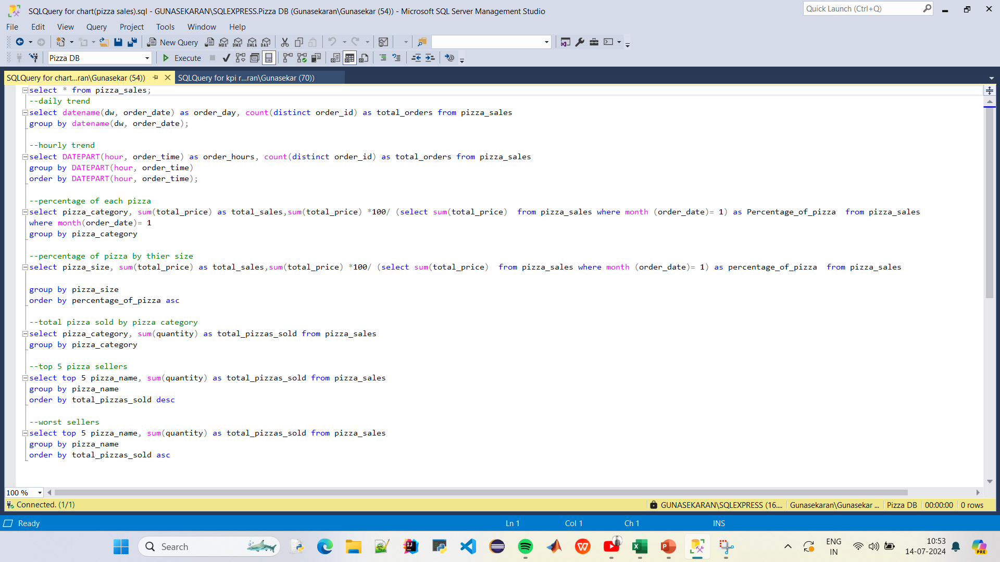 SQLQuery for chart(pizza sales).sql - GUNASEKARAN\SQLEXPRESS.Pizza DB (Gunasekaran\Gunasekar (54)) - Microsoft SQL Server Management Studio
Quick Launch (Ctrl+Q)
File Edit View Query Project Tools Window Help
New Query MDX DMX XMLA DAX
Pizza DB Execute
SQLQuery for chart...ran\Gunasekar (54)) SQLQuery for kpi r...ran\Gunasekar (70))
select * from pizza_sales;
--daily trend
select datename(dw, order_date) as order_day, count(distinct order_id) as total_orders from pizza_sales
group by datename(dw, order_date);
--hourly trend
select DATEPART(hour, order_time) as order_hours, count(distinct order_id) as total_orders from pizza_sales
group by DATEPART(hour, order_time)
order by DATEPART(hour, order_time);
--percentage of each pizza
select pizza_category, sum(total_price) as total_sales,sum(total_price) *100/ (select sum(total_price)  from pizza_sales where month (order_date)= 1) as Percentage_of_pizza  from pizza_sales
where month(order_date)= 1
group by pizza_category
--percentage of pizza by thier size
select pizza_size, sum(total_price) as total_sales,sum(total_price) *100/ (select sum(total_price)  from pizza_sales where month (order_date)= 1) as percentage_of_pizza  from pizza_sales
group by pizza_size
order by percentage_of_pizza asc
--total pizza sold by pizza category
select pizza_category, sum(quantity) as total_pizzas_sold from pizza_sales
group by pizza_category
--top 5 pizza sellers
select top 5 pizza_name, sum(quantity) as total_pizzas_sold from pizza_sales
group by pizza_name
order by total_pizzas_sold desc
--worst sellers
select top 5 pizza_name, sum(quantity) as total_pizzas_sold from pizza_sales
group by pizza_name
order by total_pizzas_sold asc
100 %
Connected. (1/1) GUNASEKARAN\SQLEXPRESS (16.... Gunasekaran\Gunasekar ... Pizza DB 00:00:00 0 rows
Ready Ln 1 Col 1 Ch 1 INS
Search
ENG
IN
10:53
14-07-2024
PRE